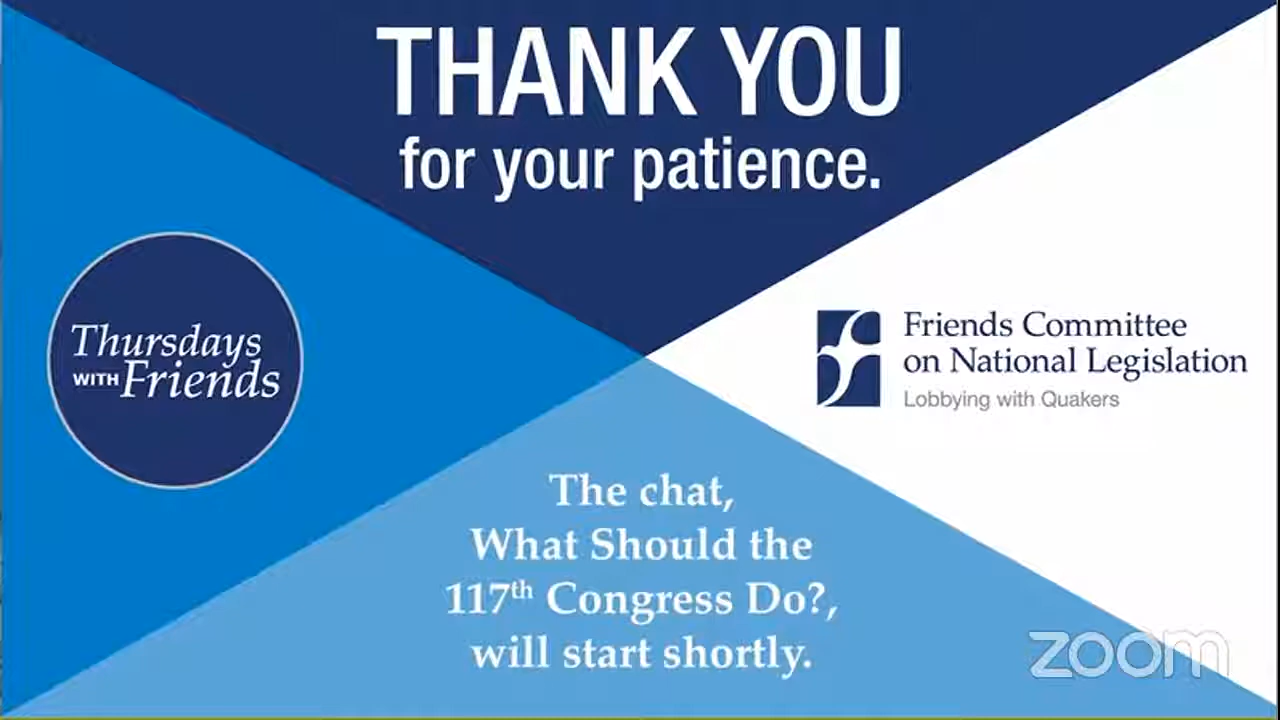 THANK YOU
for your patience.
Thursdays
WITH Friends
Friends Committee
on National Legislation
Lobbying with Quakers
The chat,
What Should the
117th Congress Do?,
will start shortly.
zoom